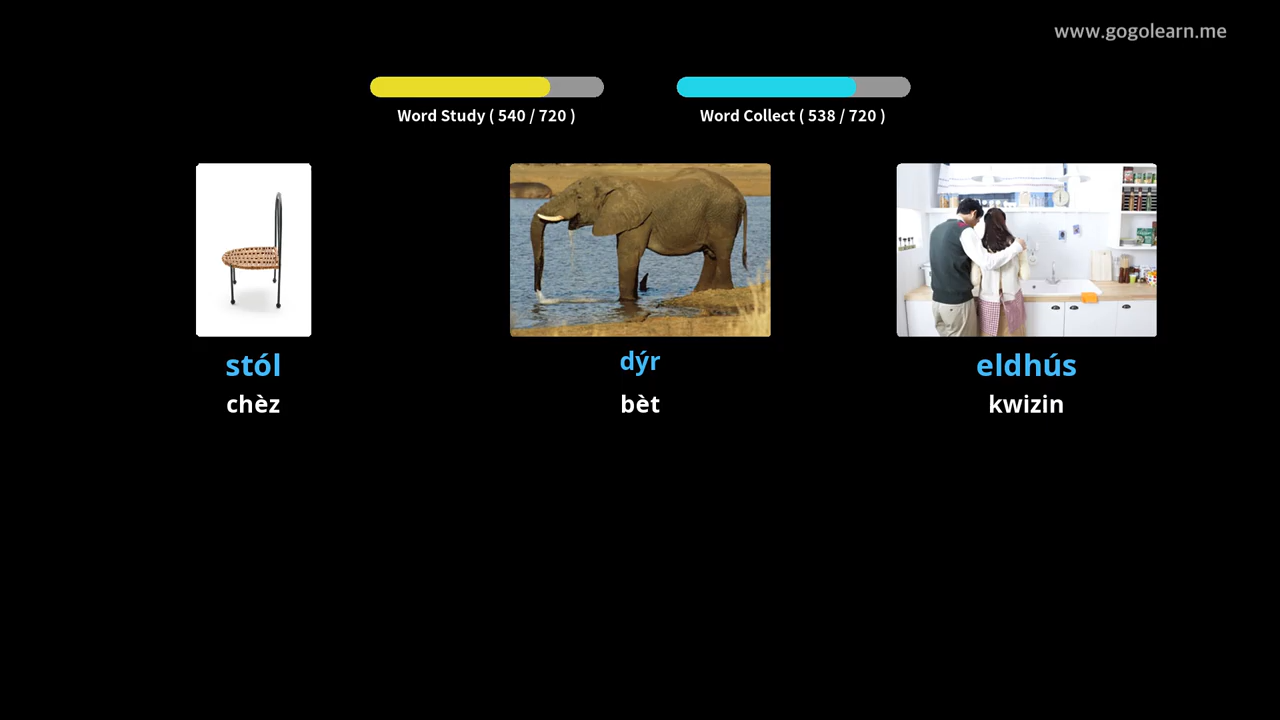 www.gogolearn.me
Word Study ( 540 / 720 )
Word Collect ( 538 / 720 )
stól
dýr
eldhús
chèz
bèt
kwizin